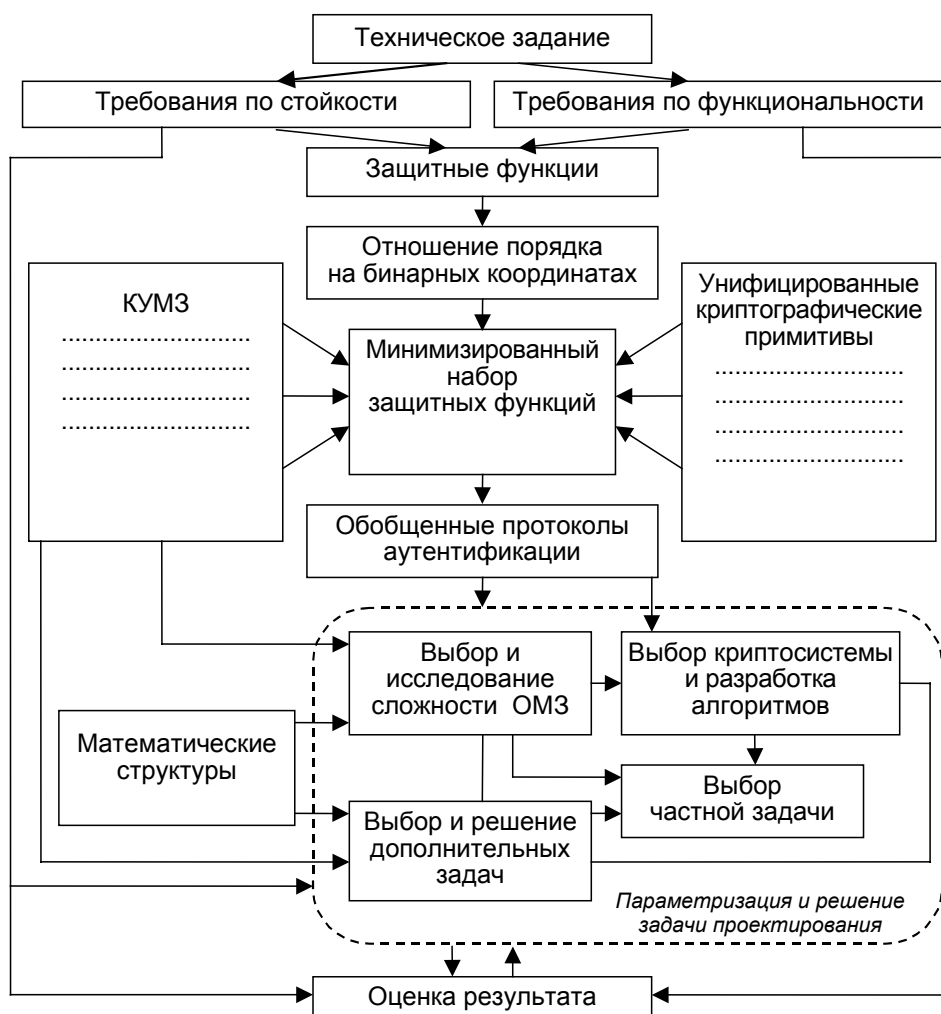 Техническое задание
Требования по стойкости
Требования по функциональности
Защитные функции
Отношение порядка
на бинарных координатах
КУМЗ
................................
................................
................................
................................
Минимизированный
набор
защитных функций
Унифицированные
криптографические
примитивы
................................
................................
................................
................................
Обобщенные протоколы
аутентификации
Выбор и
исследование
сложности ОМЗ
Выбор криптосистемы
и разработка
алгоритмов
Математические
структуры
Выбор
частной задачи
Выбор и решение
дополнительных
задач
Параметризация и решение
задачи проектирования
Оценка результата